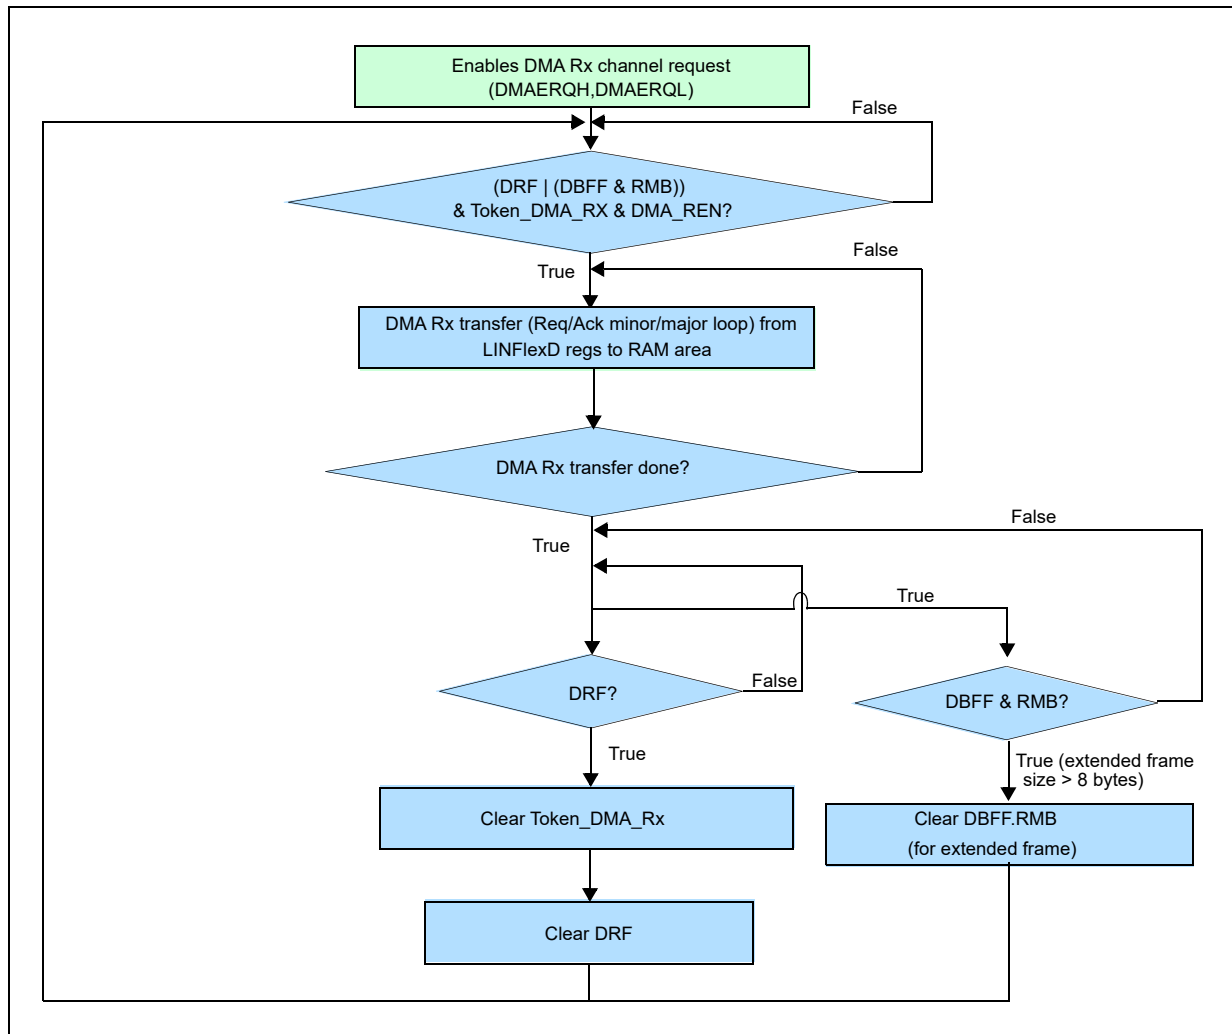 Enables DMA Rx channel request
(DMAERQH,DMAERQL)
False
(DRF | (DBFF & RMB))
& Token_DMA_RX & DMA_REN?
False
True
DMA Rx transfer (Req/Ack minor/major loop) from
LINFlexD regs to RAM area
DMA Rx transfer done?
False
True
True
DRF?
False
DBFF & RMB?
True
True (extended frame
size > 8 bytes)
Clear Token_DMA_Rx
Clear DBFF.RMB
(for extended frame)
Clear DRF